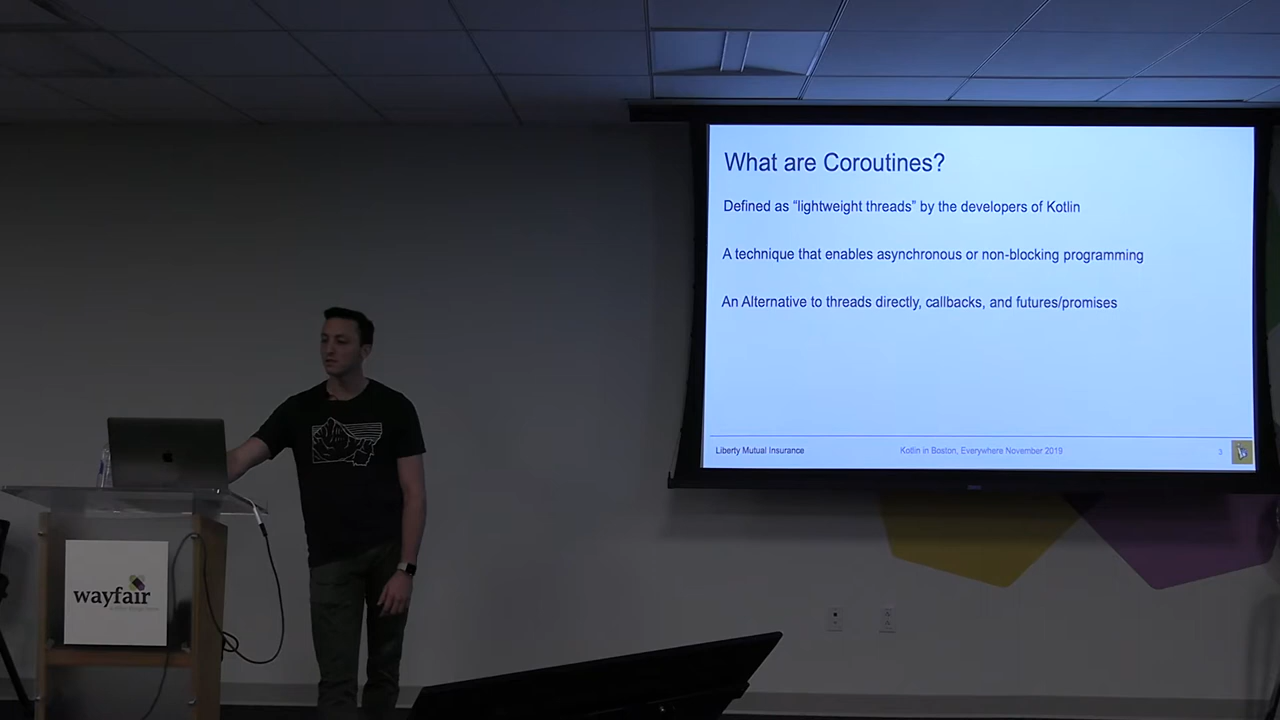 What are Coroutines?
Defined as “lightweight threads” by the developers of Kotlin
A technique that enables asynchronous or non-blocking programming
An Alternative to threads directly, callbacks, and futures/promises
Liberty Mutual Insurance
Kotlin in Boston, Everywhere November 2019
3
wayfair